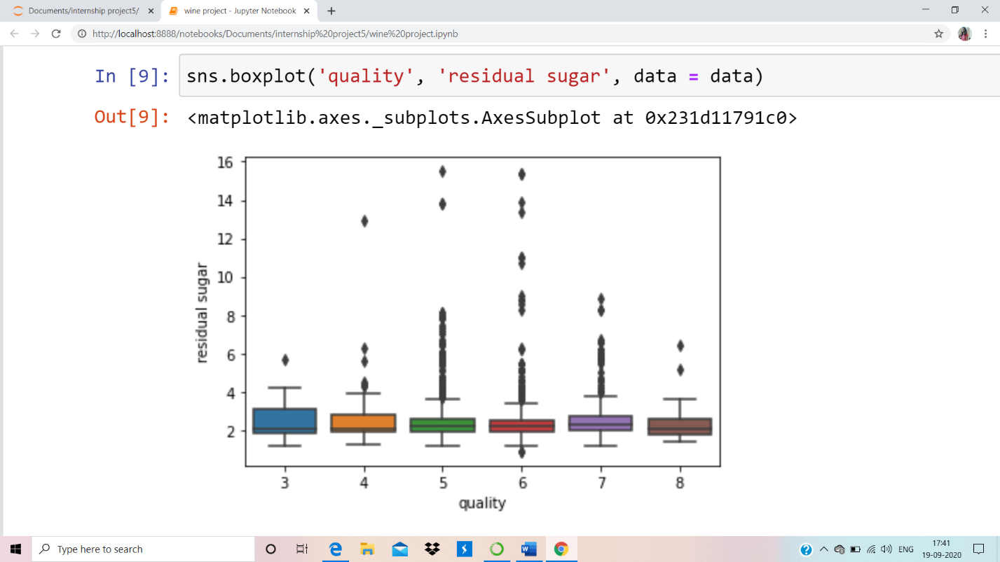 Documents/internship project5/
wine project - Jupyter Notebook
http://localhost:8888/notebooks/Documents/internship%20project5/wine%20project.ipynb
In [9]: sns.boxplot('quality', 'residual sugar', data = data)
Out[9]: <matplotlib.axes._subplots.AxesSubplot at 0x231d11791c0>
16
14
12
10
8
6
4
2
residual sugar
3 4 5 6 7 8
quality
Type here to search
ENG
17:41
19-09-2020